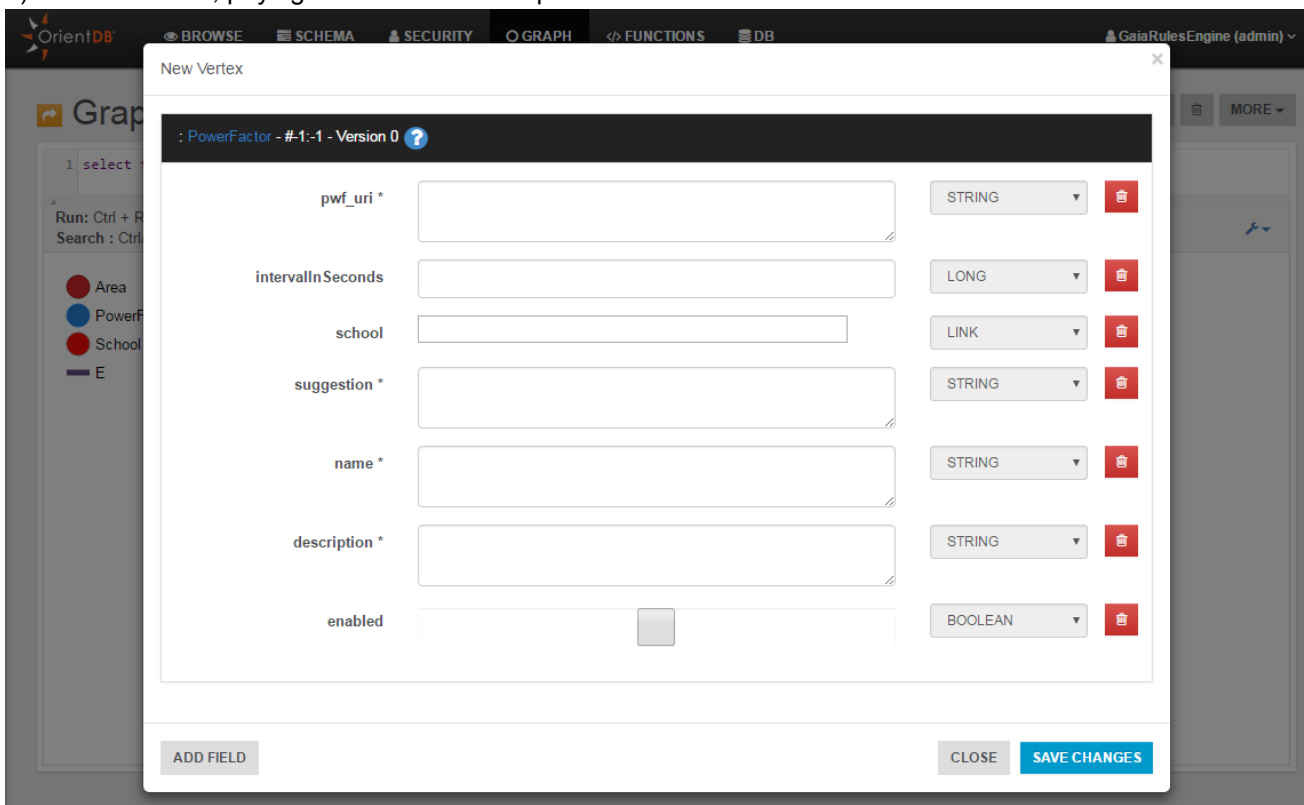 OrientDB BROWSE SCHEMA SECURITY GRAPH FUNCTIONS DB GaiaRulesEngine (admin)
New Vertex ×
Grap MORE
: PowerFactor - #-1:-1 - Version 0 ?
1 select
pwf_uri * STRING
Run: Ctrl + R
Search : Ctrl
intervalInSeconds LONG
Area
PowerF
school LINK
School
E
suggestion * STRING
name * STRING
description * STRING
enabled BOOLEAN
ADD FIELD CLOSE SAVE CHANGES